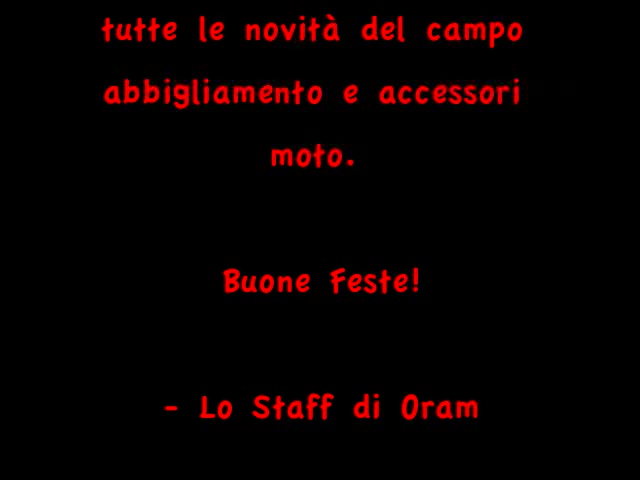 tutte le novità del campo
abbigliamento e accessori
moto.
Buone Feste!
- Lo Staff di Oram